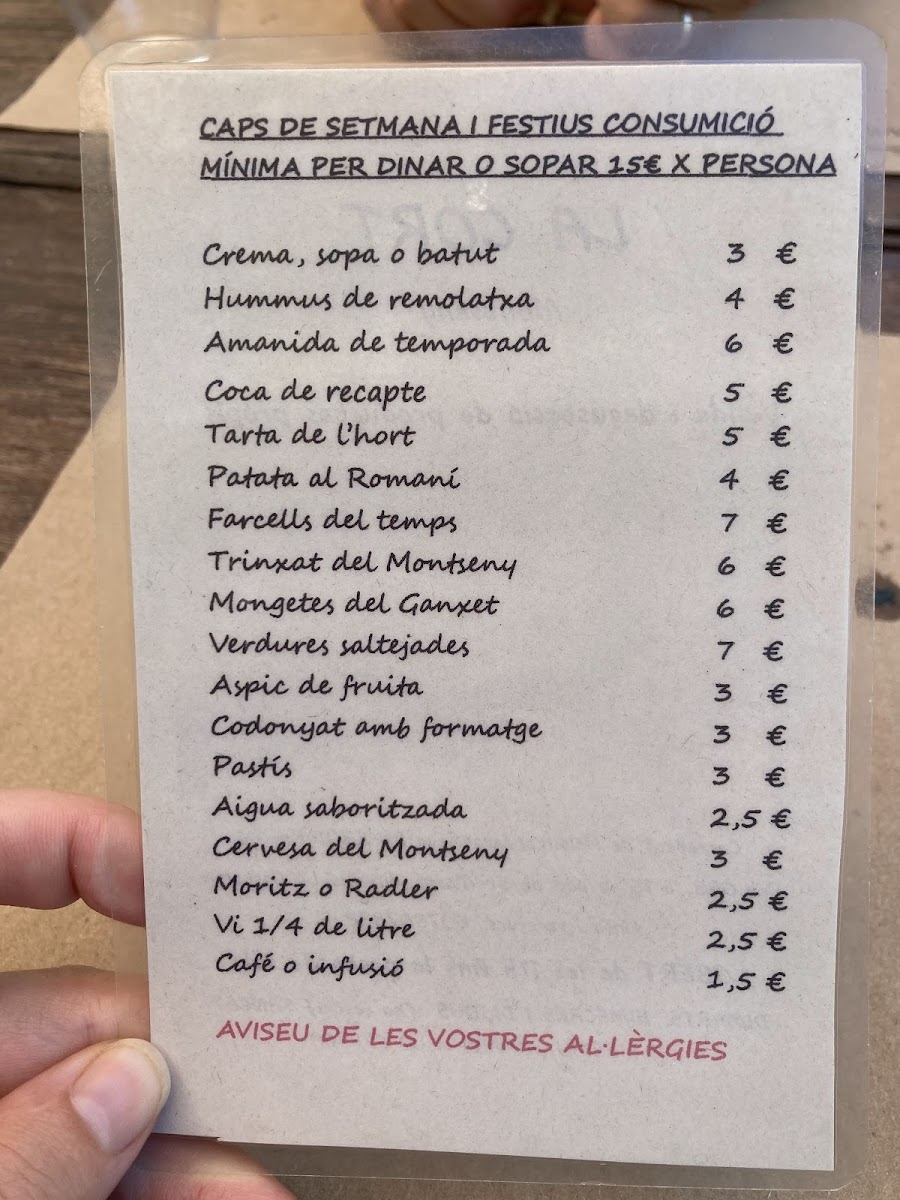 CAPS DE SETMANA I FESTIUS CONSUMICIÓ
MÍNIMA PER DINAR O SOPAR 15€ X PERSONA
LA CORT
Crema, sopa o batut 3 €
Hummus de remolatxa 4 €
Amanida de temporada 6 €
Coca de recapte 5 €
Tarta de l'hort 5 €
Patata al Romaní 4 €
Farcells del temps 7 €
Trinxat del Montseny 6 €
Mongetes del Ganxet 6 €
Verdures saltejades 7 €
Aspic de fruita 3 €
Codonyat amb formatge 3 €
Pastís 3 €
Aigua saboritzada 2,5 €
Cervesa del Montseny 3 €
Moritz o Radler 2,5 €
Vi 1/4 de litre 2,5 €
Café o infusió 1,5 €
AVISEU DE LES VOSTRES AL·LÈRGIES